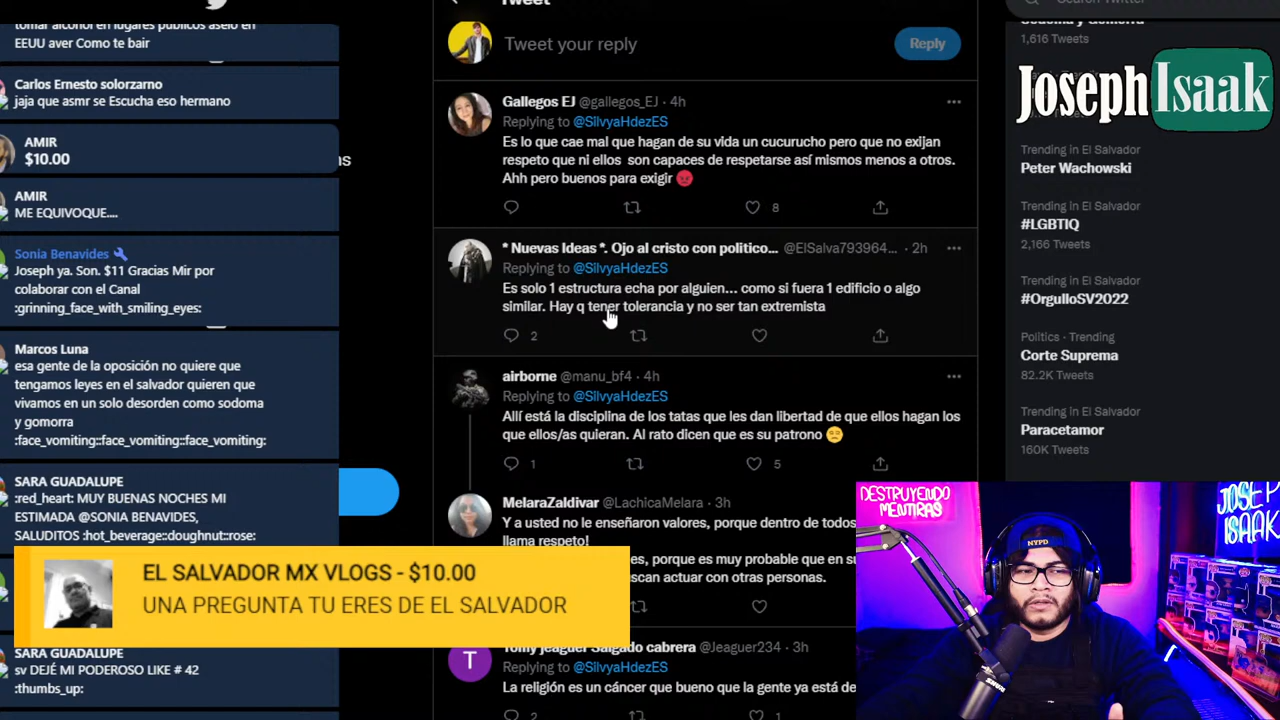 tomar alcohol en lugares publicos aselo en
EEUU aver Como te bair
Carlos Ernesto solorzarno
jaja que asmr se Escucha eso hermano
AMIR
$10.00
AMIR
ME EQUIVOQUE....
Sonia Benavides
Joseph ya. Son. $11 Gracias Mir por
colaborar con el Canal
:grinning_face_with_smiling_eyes:
Marcos Luna
esa gente de la oposición no quiere que
tengamos leyes en el salvador quieren que
vivamos en un solo desorden como sodoma
y gomorra
:face_vomiting::face_vomiting::face_vomiting:
SARA GUADALUPE
:red_heart: MUY BUENAS NOCHES MI
ESTIMADA @SONIA BENAVIDES,
SALUDITOS :hot_beverage::doughnut::rose:
EL SALVADOR MX VLOGS - $10.00
UNA PREGUNTA TU ERES DE EL SALVADOR
SARA GUADALUPE
sv DEJÉ MI PODEROSO LIKE # 42
:thumbs_up:
Tweet
Tweet your reply
Reply
Gallegos EJ @gallegos_EJ · 4h
Replying to @SilvyaHdezES
Es lo que cae mal que hagan de su vida un cucurucho pero que no exijan
respeto que ni ellos son capaces de respetarse así mismos menos a otros.
Ahh pero buenos para exigir
8
* Nuevas Ideas *. Ojo al cristo con politico... @ElSalva793964... · 2h
Replying to @SilvyaHdezES
Es solo 1 estructura echa por alguien... como si fuera 1 edificio o algo
similar. Hay q tener tolerancia y no ser tan extremista
2
airborne @manu_bf4 · 4h
Replying to @SilvyaHdezES
Allí está la disciplina de los tatas que les dan libertad de que ellos hagan los
que ellos/as quieran. Al rato dicen que es su patrono
1 5
MelaraZaldivar @LachicaMelara · 3h
Y a usted no le enseñaron valores, porque dentro de todos
llama respeto!
es, porque es muy probable que en su
scan actuar con otras personas.
Tomy jeaguer Salgado cabrera @Jeaguer234 · 3h
T
Replying to @SilvyaHdezES
La religión es un cáncer que bueno que la gente ya está de
2 1
Search Twitter
Sodoma y Gomorra
1,616 Tweets
Joseph Isaak
Trending in El Salvador
Peter Wachowski
Trending in El Salvador
#LGBTIQ
2,166 Tweets
Trending in El Salvador
#OrgulloSV2022
Politics · Trending
Corte Suprema
82.2K Tweets
Trending in El Salvador
Paracetamor
160K Tweets
DESTRUYENDO
MENTIRAS
NYPD
JOSEP
ISAAK